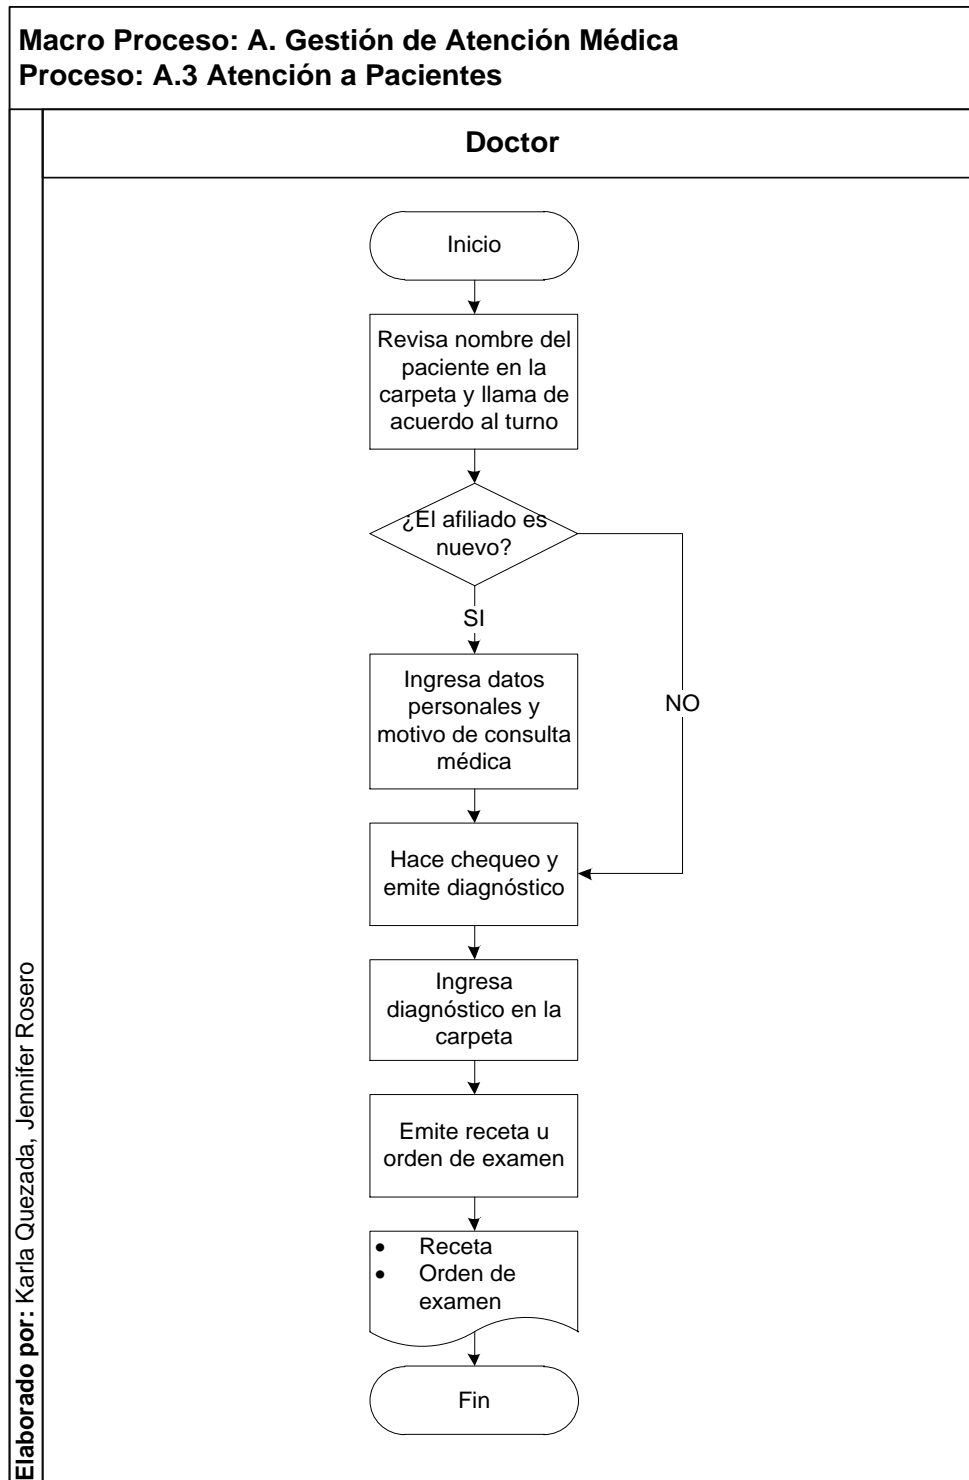 Macro Proceso: A. Gestión de Atención Médica
Proceso: A.3 Atención a Pacientes
Doctor
Inicio
Revisa nombre del
paciente en la
carpeta y llama de
acuerdo al turno
¿El afiliado es
nuevo?
SI
NO
Ingresa datos
personales y
motivo de consulta
médica
Hace chequeo y
emite diagnóstico
Ingresa
diagnóstico en la
carpeta
Emite receta u
orden de examen
• Receta
• Orden de
examen
Fin
Elaborado por: Karla Quezada, Jennifer Rosero